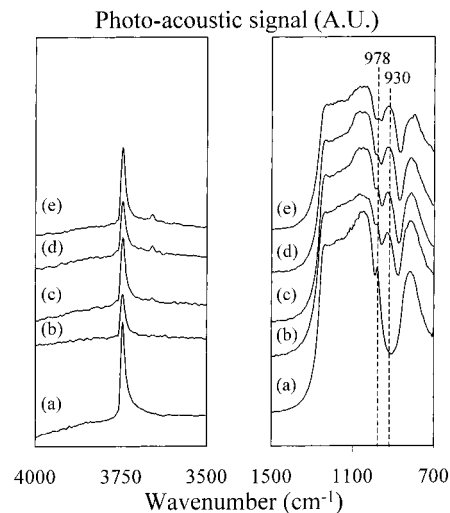 Photo-acoustic signal (A.U.)
978
930
(e)
(d)
(c)
(b)
(a)
(e)
(d)
(c)
(b)
(a)
4000 3750 3500
1500 1100 700
Wavenumber (cm-1)